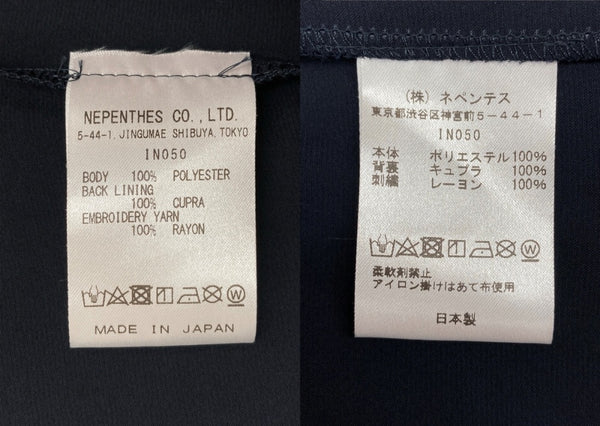 NEPENTHES CO., LTD.
5-44-1, JINGUMAE SHIBUYA, TOKYO
IN050
BODY 100% POLYESTER
BACK LINING
100% CUPRA
EMBROIDERY YARN
100% RAYON
W
MADE IN JAPAN
(株) ネペンテス
東京都渋谷区神宮前5-44-1
IN050
本体 ポリエステル100%
背裏 キュプラ 100%
刺繍 レーヨン 100%
W
柔軟剤禁止
アイロン掛けはあて布使用
日本製